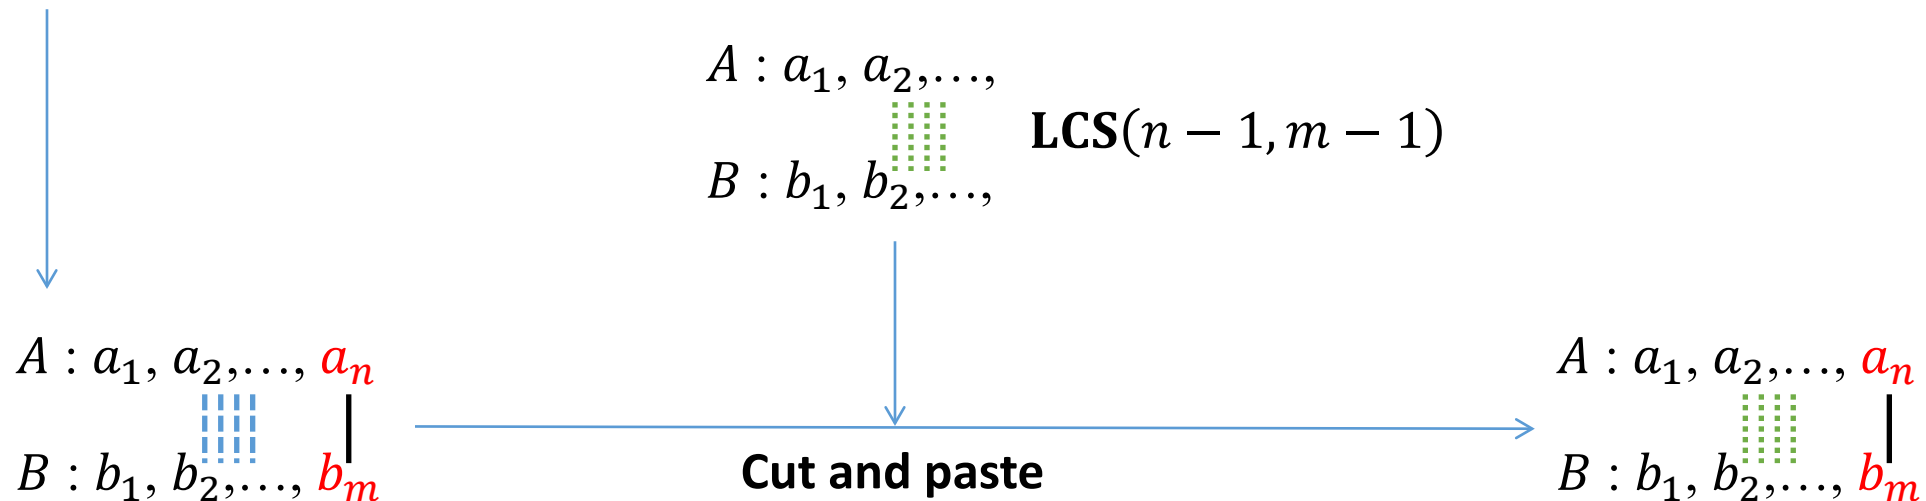 A : a₁, a₂,…,
LCS(n − 1, m − 1)
B : b₁, b₂,…,
A : a₁, a₂,…, aₙ
B : b₁, b₂,…, bₘ
Cut and paste
A : a₁, a₂,…, aₙ
B : b₁, b₂,…, bₘ